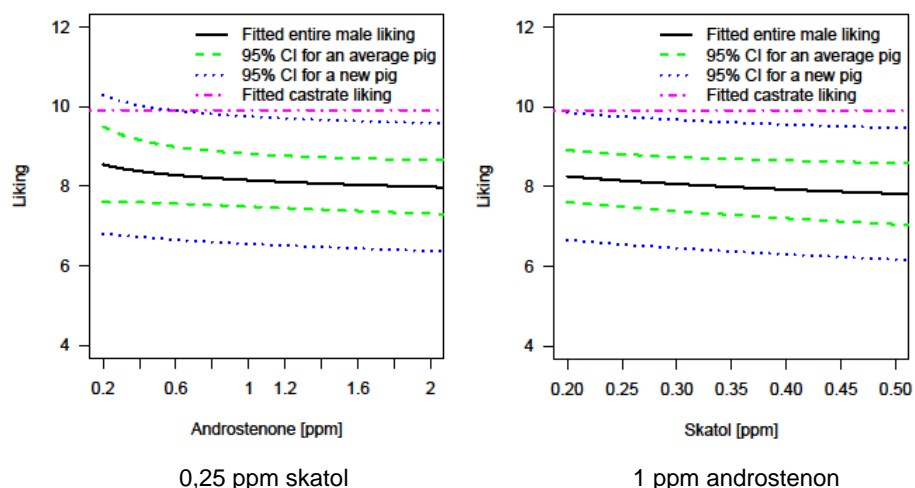 12
10
8
6
4
Liking
Fitted entire male liking
95% CI for an average pig
95% CI for a new pig
Fitted castrate liking
0.2 0.6 1 1.2 1.6 2
Androstenone [ppm]
0,25 ppm skatol
12
10
8
6
4
Liking
Fitted entire male liking
95% CI for an average pig
95% CI for a new pig
Fitted castrate liking
0.20 0.25 0.30 0.35 0.40 0.45 0.50
Skatol [ppm]
1 ppm androstenon